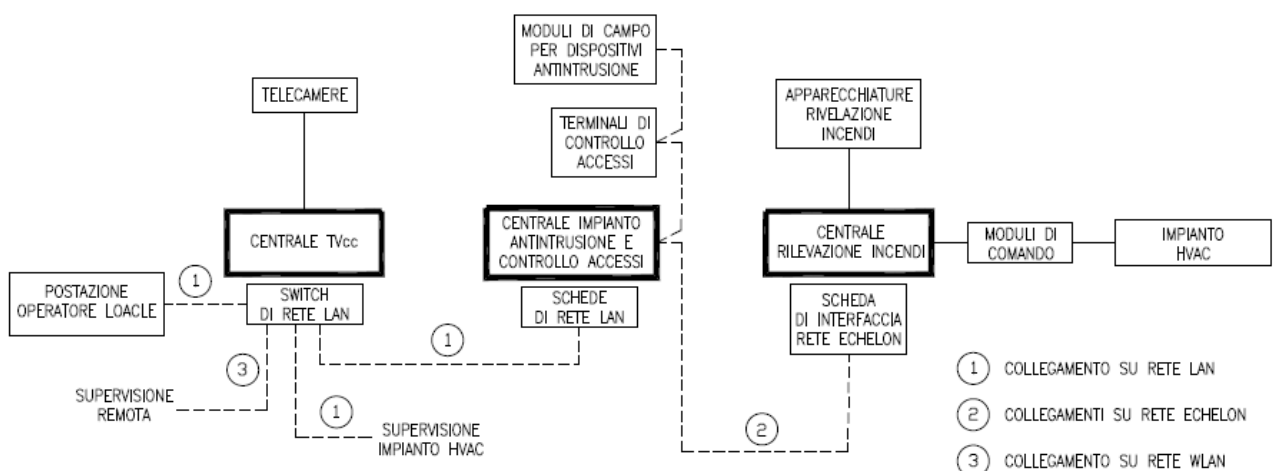 MODULI DI CAMPO
PER DISPOSITIVI
ANTINTRUSIONE
TELECAMERE
TERMINALI DI
CONTROLLO
ACCESSI
APPARECCHIATURE
RIVELAZIONE
INCENDI
CENTRALE TVcc
CENTRALE IMPIANTO
ANTINTRUSIONE E
CONTROLLO ACCESSI
CENTRALE
RILEVAZIONE INCENDI
MODULI DI
COMANDO
IMPIANTO
HVAC
POSTAZIONE
OPERATORE LOACLE
1
SWITCH
DI RETE LAN
SCHEDE
DI RETE LAN
SCHEDA
DI INTERFACCIA
RETE ECHELON
1
3
SUPERVISIONE
REMOTA
1
SUPERVISIONE
IMPIANTO HVAC
2
1 COLLEGAMENTO SU RETE LAN
2 COLLEGAMENTI SU RETE ECHELON
3 COLLEGAMENTO SU RETE WLAN